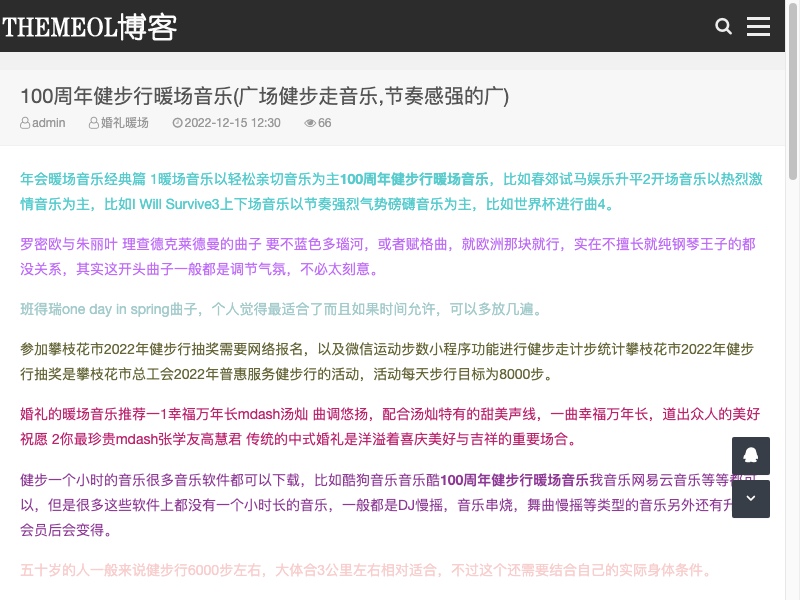 THEMEOL博客
100周年健步行暖场音乐(广场健步走音乐,节奏感强的广)
admin 婚礼暖场 2022-12-15 12:30 66
年会暖场音乐经典篇 1暖场音乐以轻松亲切音乐为主100周年健步行暖场音乐，比如春郊试马娱乐升平2开场音乐以热烈激
情音乐为主，比如I Will Survive3上下场音乐以节奏强烈气势磅礴音乐为主，比如世界杯进行曲4。
罗密欧与朱丽叶 理查德克莱德曼的曲子 要不蓝色多瑙河，或者赋格曲，就欧洲那块就行，实在不擅长就纯钢琴王子的都
没关系，其实这开头曲子一般都是调节气氛，不必太刻意。
班得瑞one day in spring曲子，个人觉得最适合了而且如果时间允许，可以多放几遍。
参加攀枝花市2022年健步行抽奖需要网络报名，以及微信运动步数小程序功能进行健步走计步统计攀枝花市2022年健步
行抽奖是攀枝花市总工会2022年普惠服务健步行的活动，活动每天步行目标为8000步。
婚礼的暖场音乐推荐一1幸福万年长mdash汤灿 曲调悠扬，配合汤灿特有的甜美声线，一曲幸福万年长，道出众人的美好
祝愿 2你最珍贵mdash张学友高慧君 传统的中式婚礼是洋溢着喜庆美好与吉祥的重要场合。
健步一个小时的音乐很多音乐软件都可以下载，比如酷狗音乐音乐酷100周年健步行暖场音乐我音乐网易云音乐等等都可
以，但是很多这些软件上都没有一个小时长的音乐，一般都是DJ慢摇，音乐串烧，舞曲慢摇等类型的音乐另外还有升
会员后会变得。
五十岁的人一般来说健步行6000步左右，大体合3公里左右相对适合，不过这个还需要结合自己的实际身体条件。